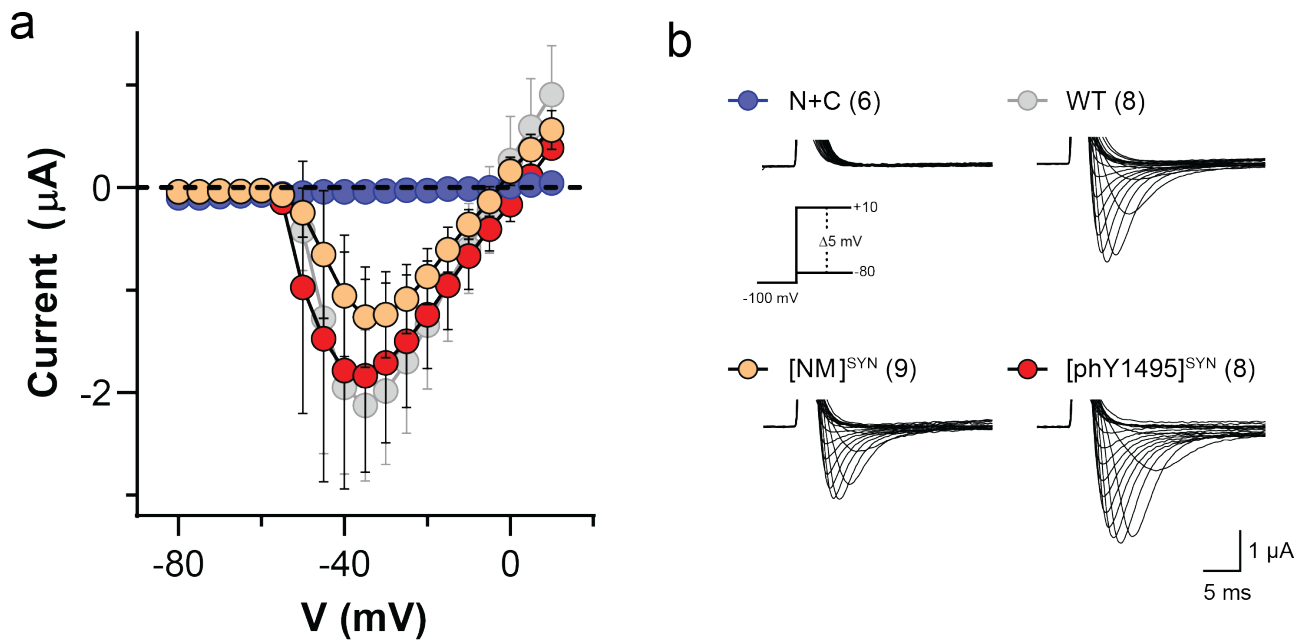 a
0
-2
Current (μA)
-80
-40
0
V (mV)
b
N+C (6)
WT (8)
+10
Δ5 mV
-80
-100 mV
[NM]SYN (9)
[phY1495]SYN (8)
1 μA
5 ms